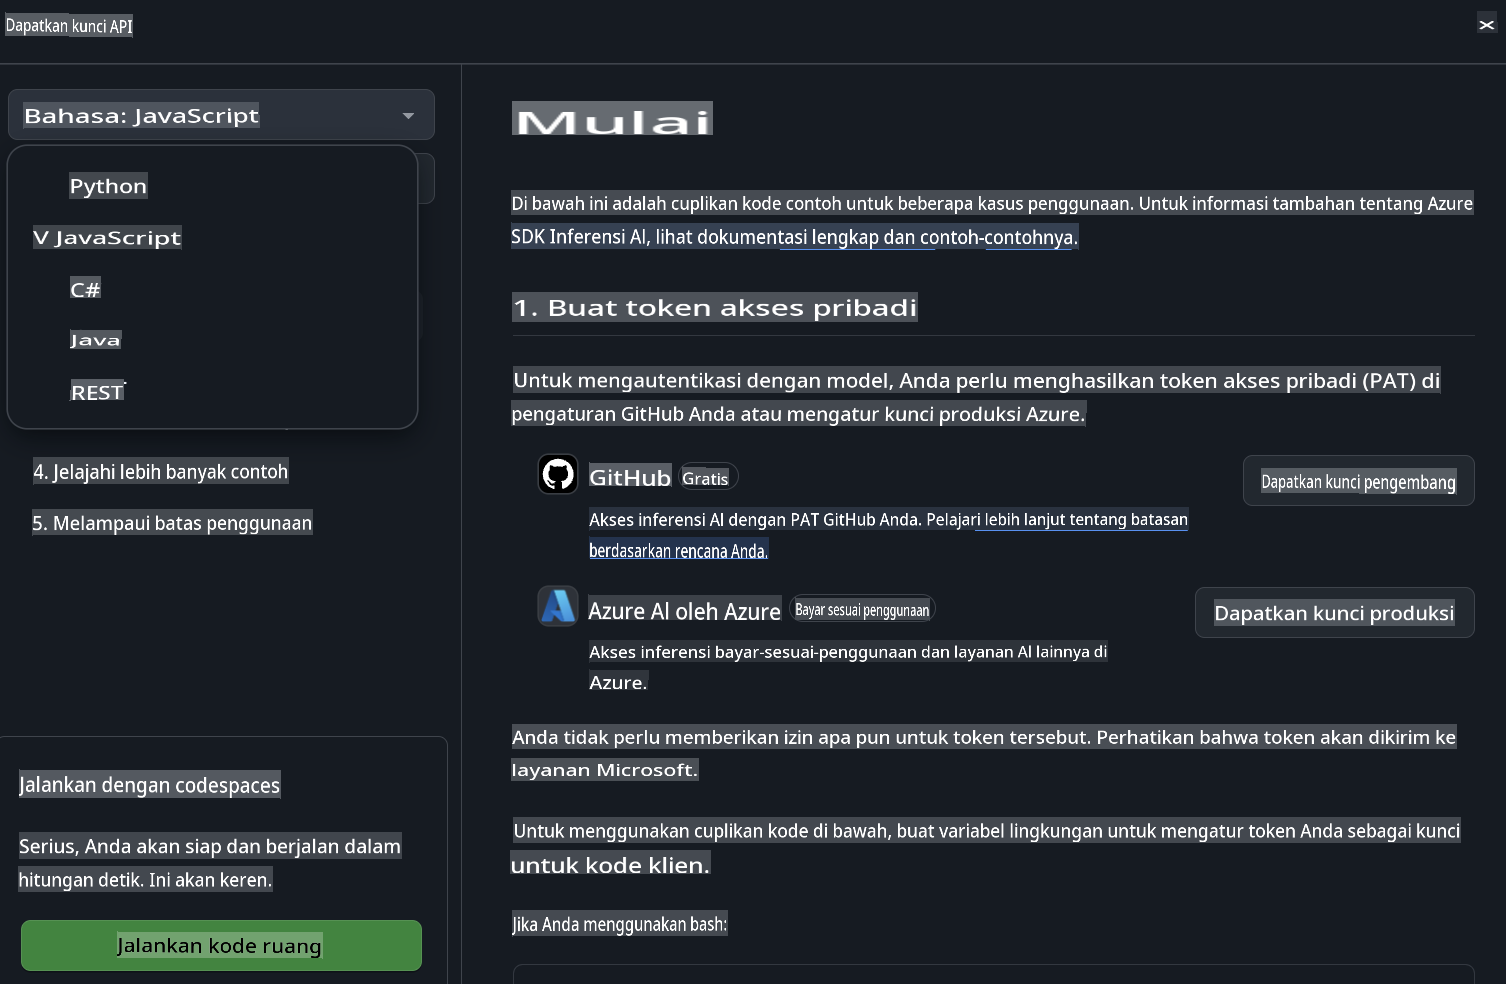 Dapatkan kunci API
Bahasa: JavaScript
Python
V JavaScript
C#
Java
REST
4. Jelajahi lebih banyak contoh
5. Melampaui batas penggunaan
Jalankan dengan codespaces
Serius, Anda akan siap dan berjalan dalam
hitungan detik. Ini akan keren.
Jalankan kode ruang
Mulai
Di bawah ini adalah cuplikan kode contoh untuk beberapa kasus penggunaan. Untuk informasi tambahan tentang Azure
SDK Inferensi AI, lihat dokumentasi lengkap dan contoh-contohnya.
1. Buat token akses pribadi
Untuk mengautentikasi dengan model, Anda perlu menghasilkan token akses pribadi (PAT) di
pengaturan GitHub Anda atau mengatur kunci produksi Azure.
GitHub Gratis
Dapatkan kunci pengembang
Akses inferensi AI dengan PAT GitHub Anda. Pelajari lebih lanjut tentang batasan
berdasarkan rencana Anda.
Azure AI oleh Azure Bayar sesuai penggunaan
Dapatkan kunci produksi
Akses inferensi bayar-sesuai-penggunaan dan layanan AI lainnya di
Azure.
Anda tidak perlu memberikan izin apa pun untuk token tersebut. Perhatikan bahwa token akan dikirim ke
layanan Microsoft.
Untuk menggunakan cuplikan kode di bawah, buat variabel lingkungan untuk mengatur token Anda sebagai kunci
untuk kode klien.
Jika Anda menggunakan bash: